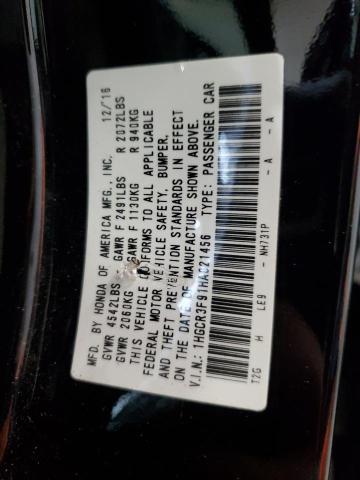 MFD. BY HONDA OF AMERICA MFG., INC. 12/'16
GVWR 4542LBS GAWR F 2491LBS R 2072LBS
GVWR 2060KG GAWR F 1130KG R 940KG
THIS VEHICLE CONFORMS TO ALL APPLICABLE
FEDERAL MOTOR VEHICLE SAFETY, BUMPER,
AND THEFT PREVENTION STANDARDS IN EFFECT
ON THE DATE OF MANUFACTURE SHOWN ABOVE.
V.I.N.: 1HGCR3F91HA021456 TYPE: PASSENGER CAR
T2G H LE9 - NH731P - A - A